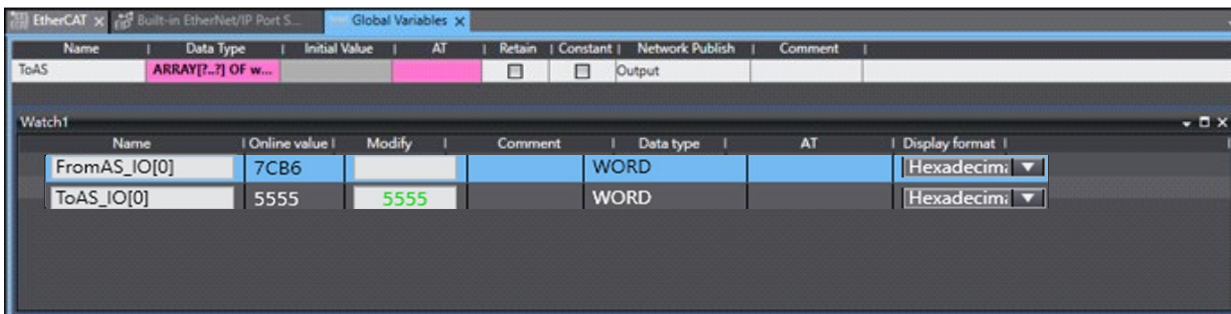 EtherCAT Built-in EtherNet/IP Port S... Global Variables
Name Data Type Initial Value AT Retain Constant Network Publish Comment
ToAS ARRAY[?..?] OF w... Output
Watch1
Name Online value Modify Comment Data type AT Display format
FromAS_IO[0] 7CB6 WORD Hexadecima
ToAS_IO[0] 5555 5555 WORD Hexadecima